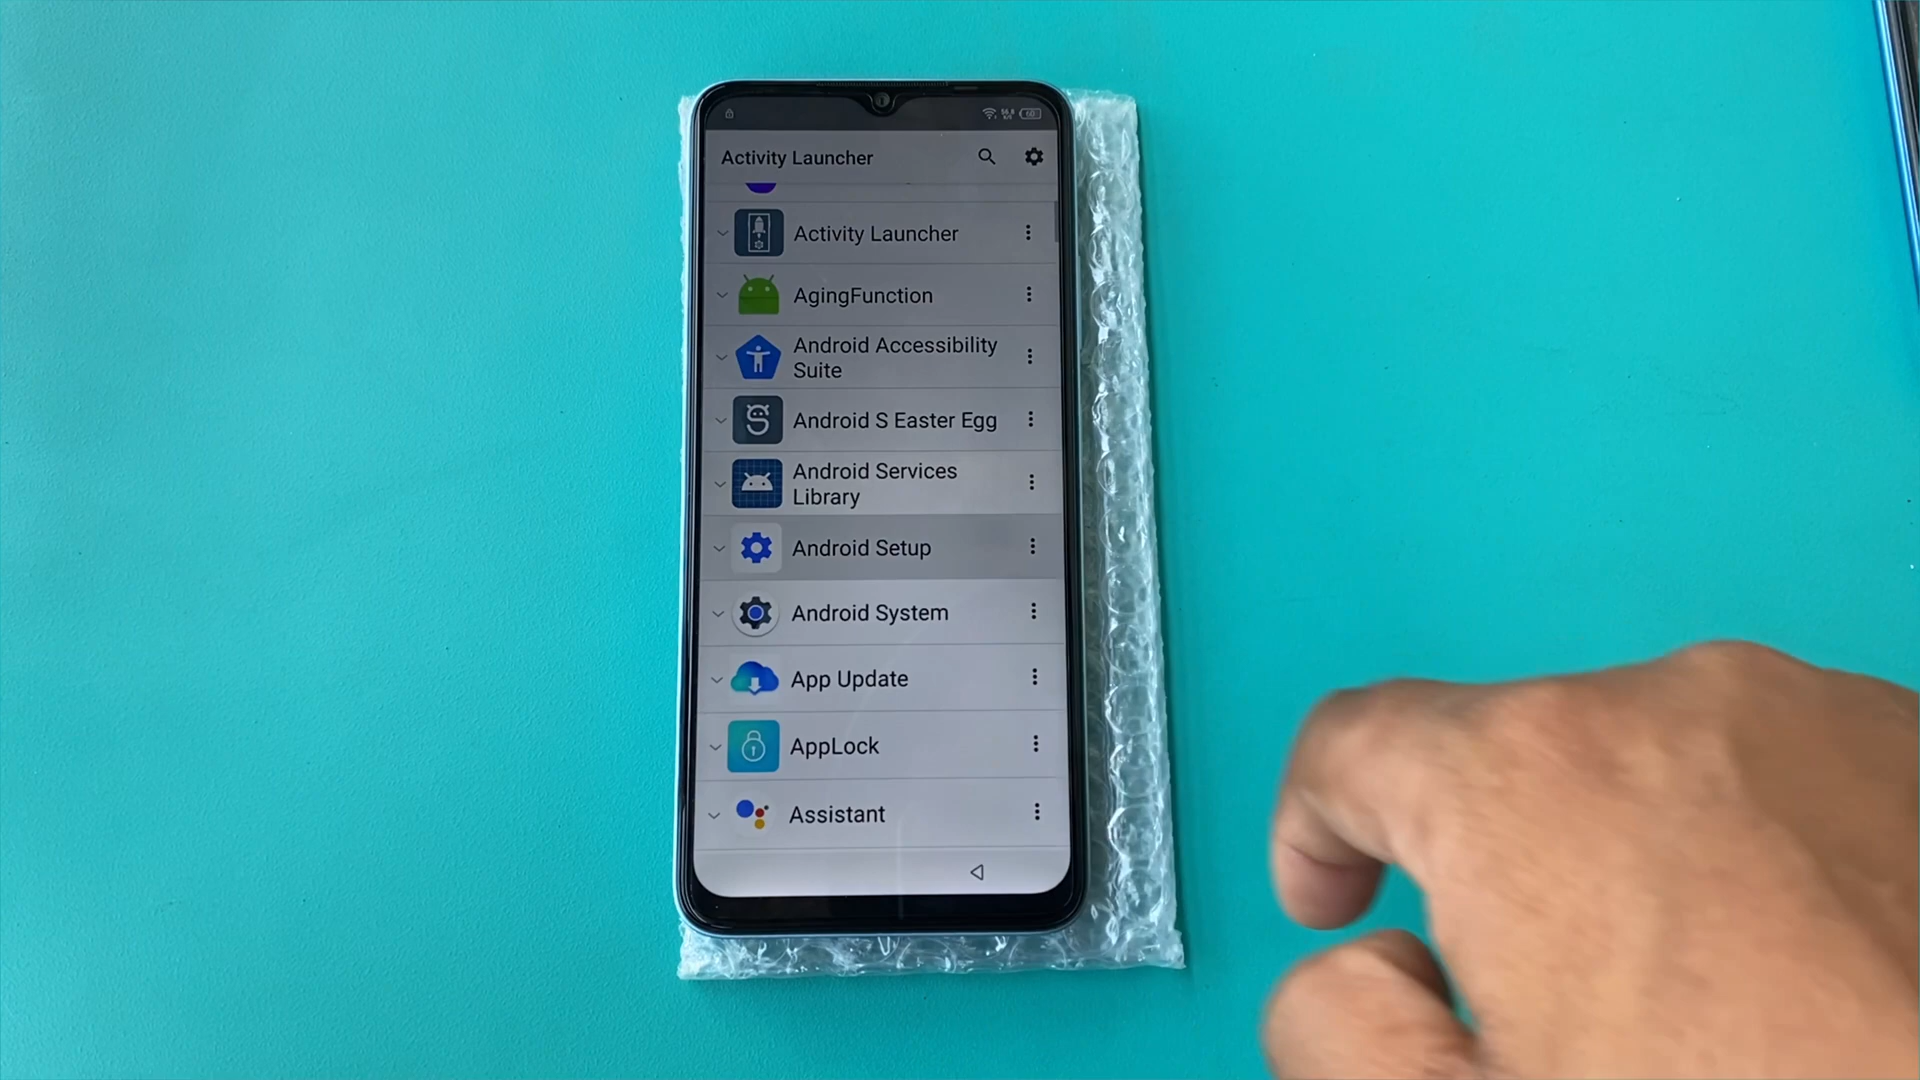 Activity Launcher
Activity Launcher
AgingFunction
Android Accessibility
Suite
Android S Easter Egg
Android Services
Library
Android Setup
Android System
App Update
AppLock
Assistant